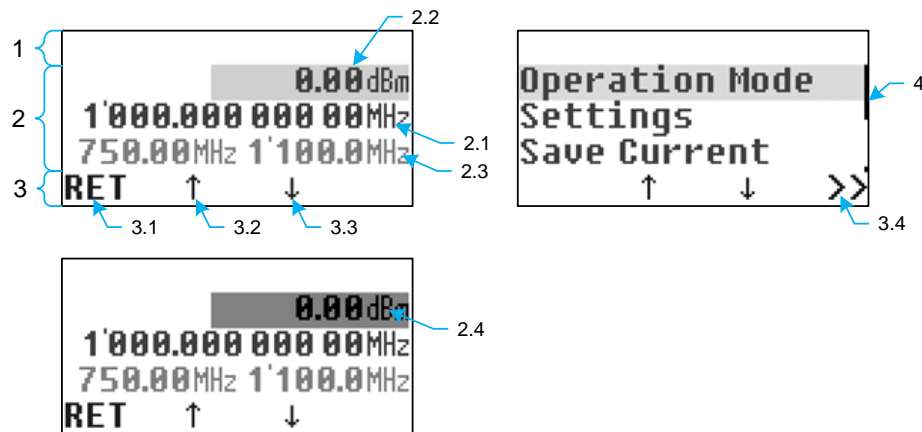 2.2
1
2
3
0.00dBm
1'000.000 000 00MHz
750.00MHz 1'100.0MHz
RET ↑ ↓
2.1
2.3
3.1
3.2
3.3
Operation Mode
Settings
Save Current
↑ ↓ >>
4
3.4
0.00dBm
1'000.000 000 00MHz
750.00MHz 1'100.0MHz
RET ↑ ↓
2.4